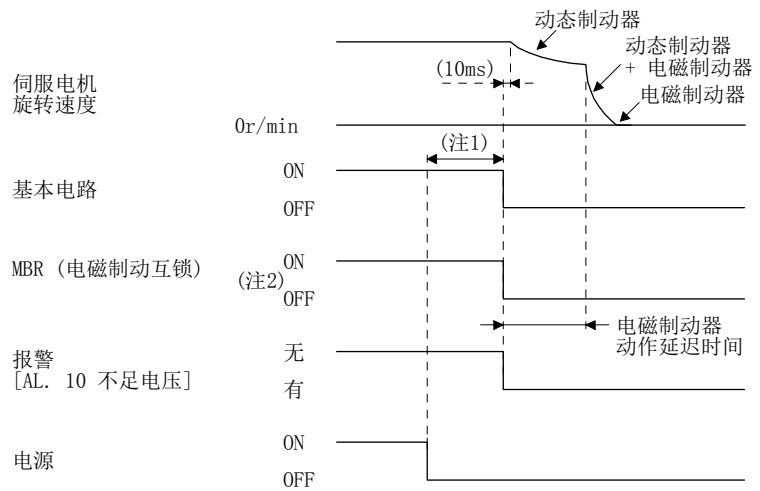 动态制动器
动态制动器
+ 电磁制动器
电磁制动器
(10ms)
伺服电机
旋转速度
0r/min
(注1)
基本电路
ON
OFF
MBR (电磁制动互锁)
(注2)
ON
OFF
电磁制动器
动作延迟时间
报警
[AL. 10 不足电压]
无
有
电源
ON
OFF